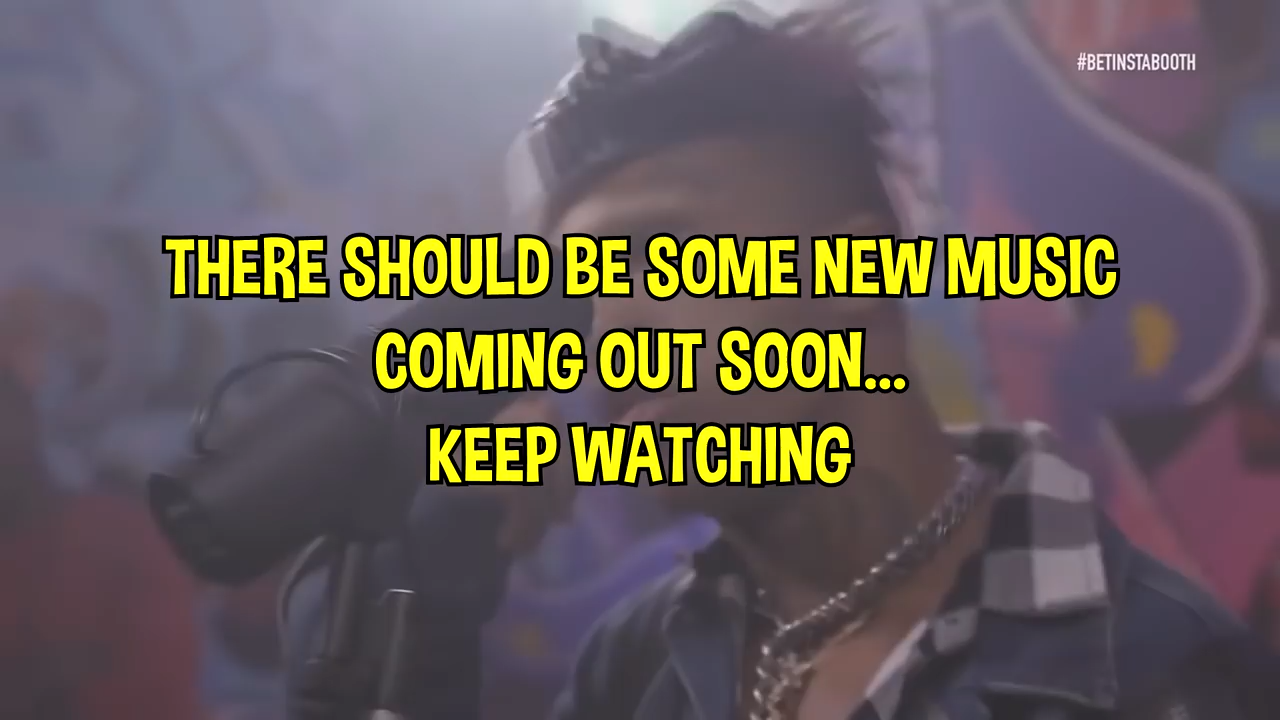 #BETINSTABOOTH
THERE SHOULD BE SOME NEW MUSIC
COMING OUT SOON...
KEEP WATCHING